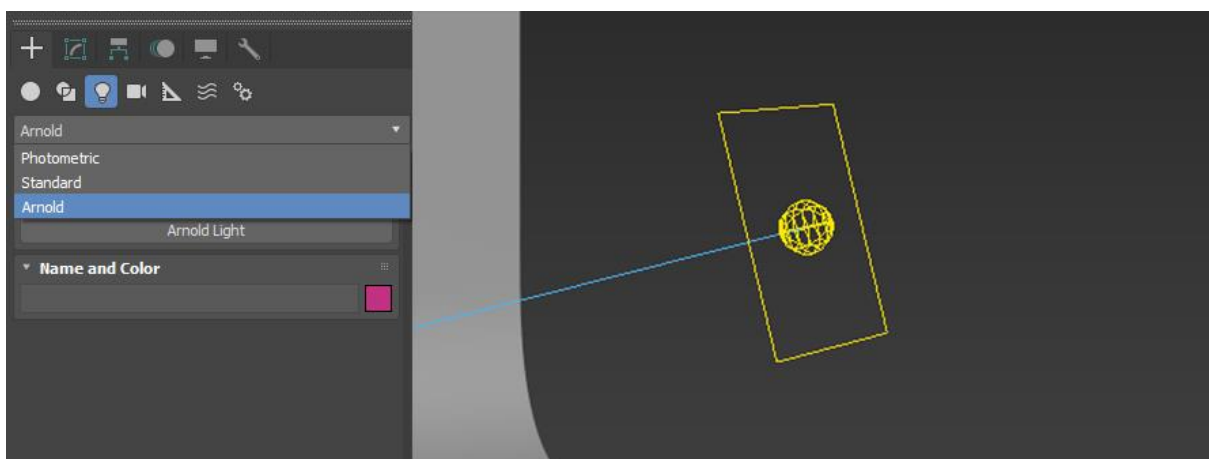 Arnold
Photometric
Standard
Arnold
Arnold Light
Name and Color